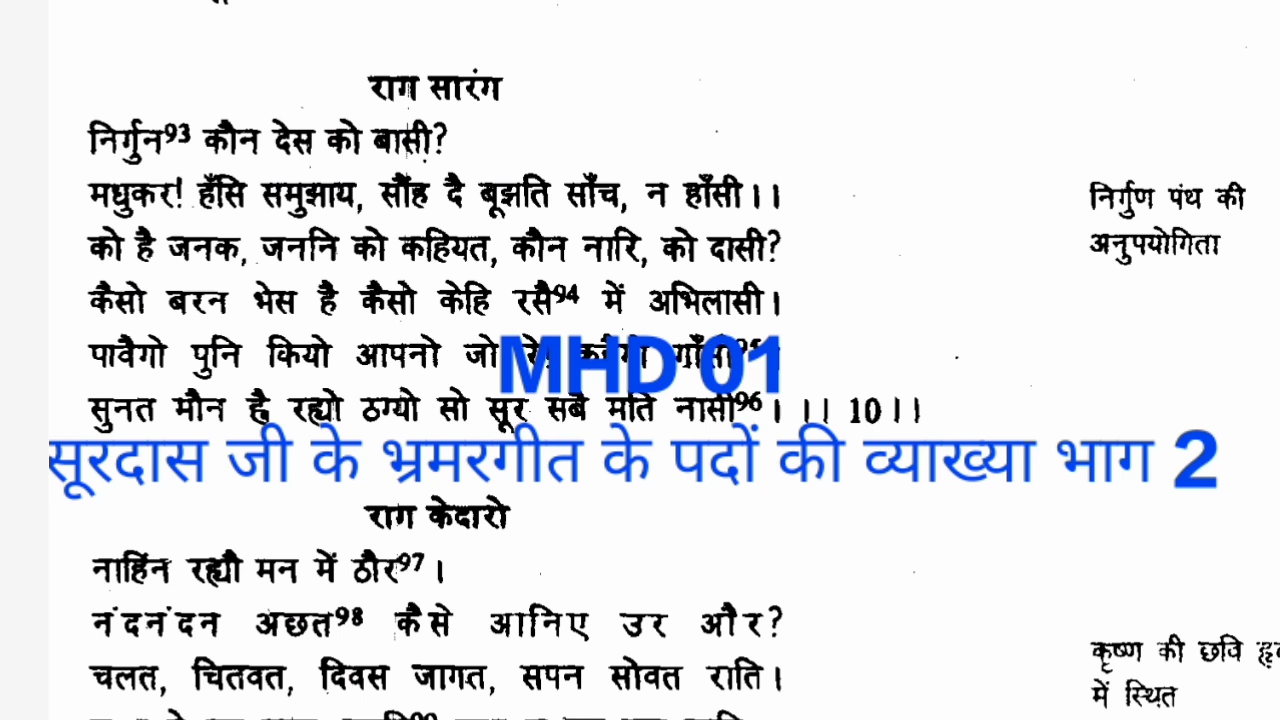 राग सारंग
निर्गुन⁹³ कौन देस को बासी?
मधुकर! हँसि समुझाय, सौंह दै बूझति साँच, न हाँसी।।
निर्गुण पंथ की
अनुपयोगिता
को है जनक, जननि को कहियत, कौन नारि, को दासी?
कैसो बरन भेस है कैसो केहि रसै⁹⁴ में अभिलासी।
पावैगो पुनि कियो आपनो जो
MHD 01
सुनत मौन ह्वै रह्यो ठग्यो सो सूर सबै मति नासी⁹⁶। ।।10।।
सूरदास जी के भ्रमरगीत के पदों की व्याख्या भाग 2
राग केदारो
नाहिंन रह्यौ मन में ठौर⁹⁷।
नंदनंदन अछत⁹⁸ कैसे आनिए उर और?
चलत, चितवत, दिवस जागत, सपन सोवत राति।
कृष्ण की छवि
में स्थित